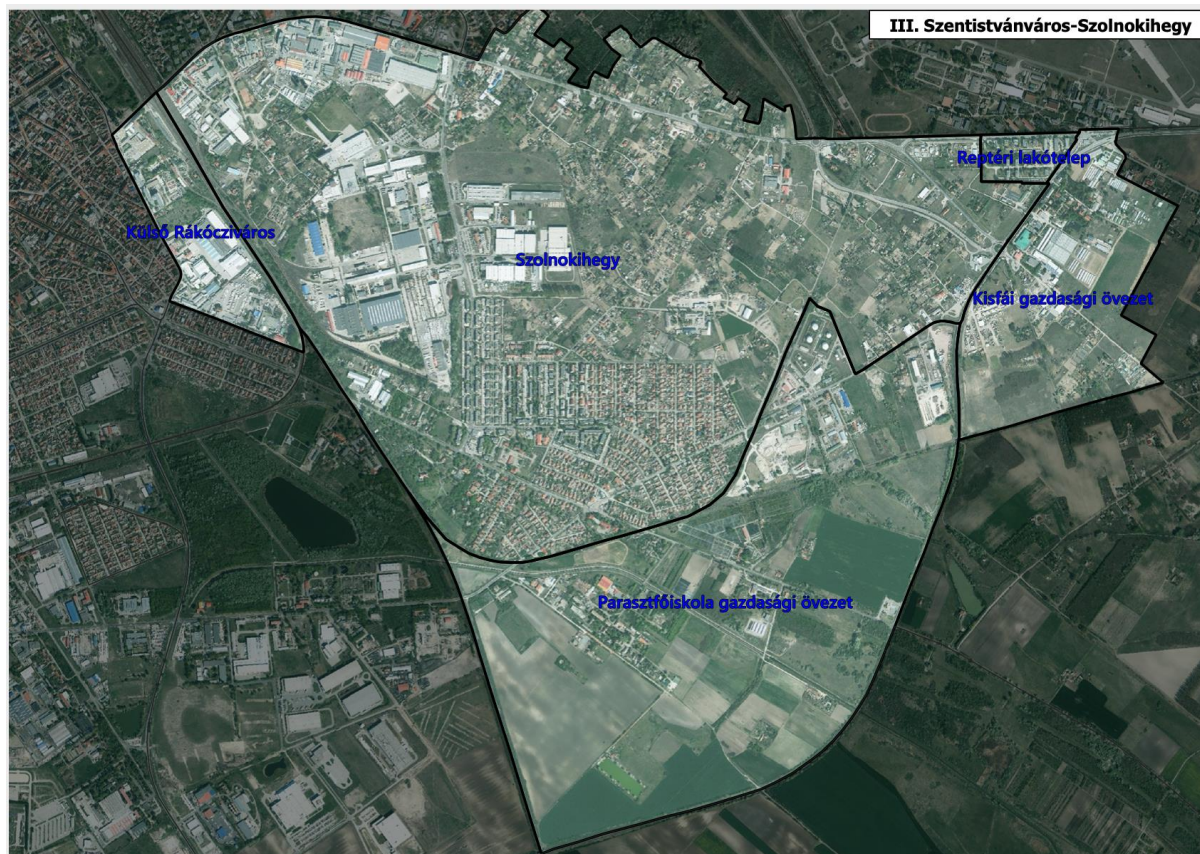 III. Szentistvánváros-Szolnokihegy
Reptéri lakótelep
Külső Rákócziváros
Szolnokihegy
Kisfái gazdasági övezet
Parasztfőiskola gazdasági övezet